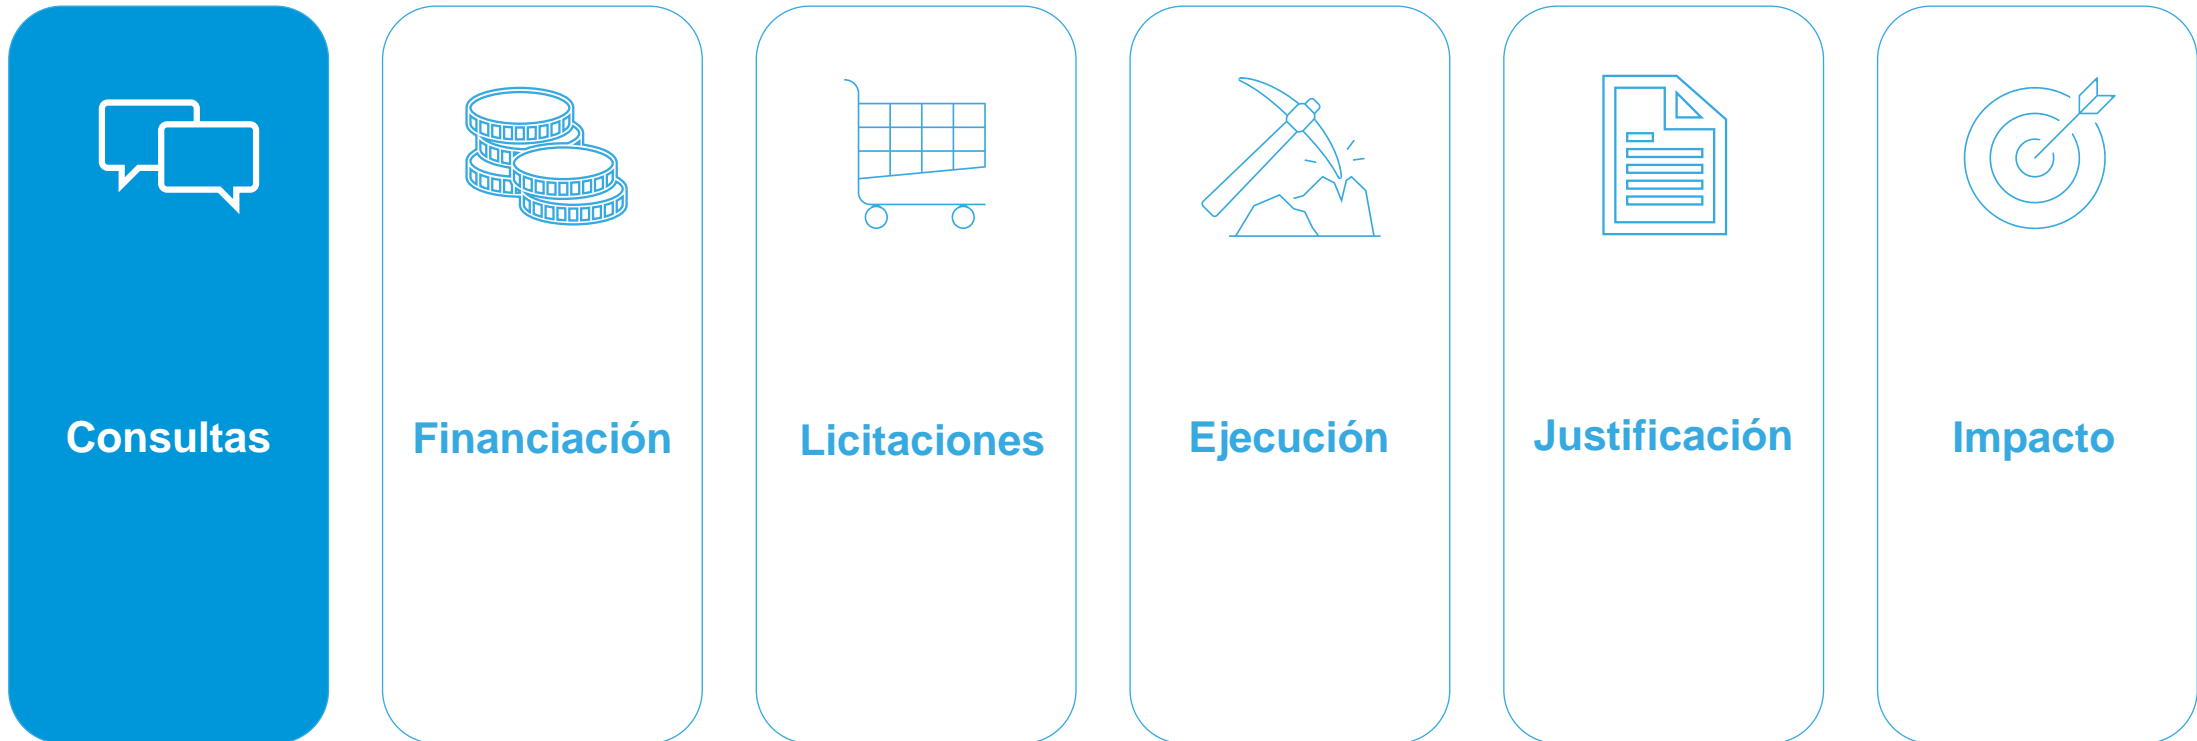 Consultas
Financiación
Licitaciones
Ejecución
Justificación
Impacto